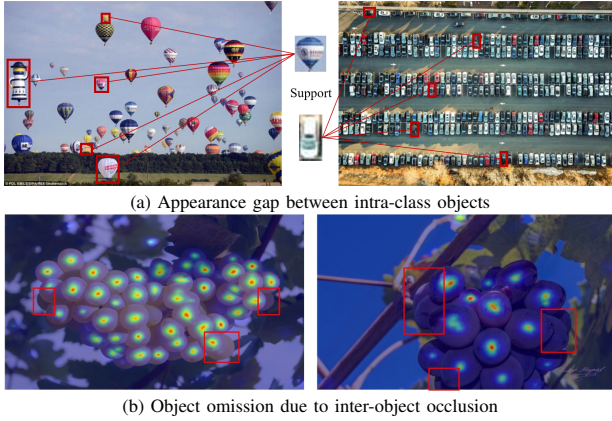 Support
(a) Appearance gap between intra-class objects
(b) Object omission due to inter-object occlusion